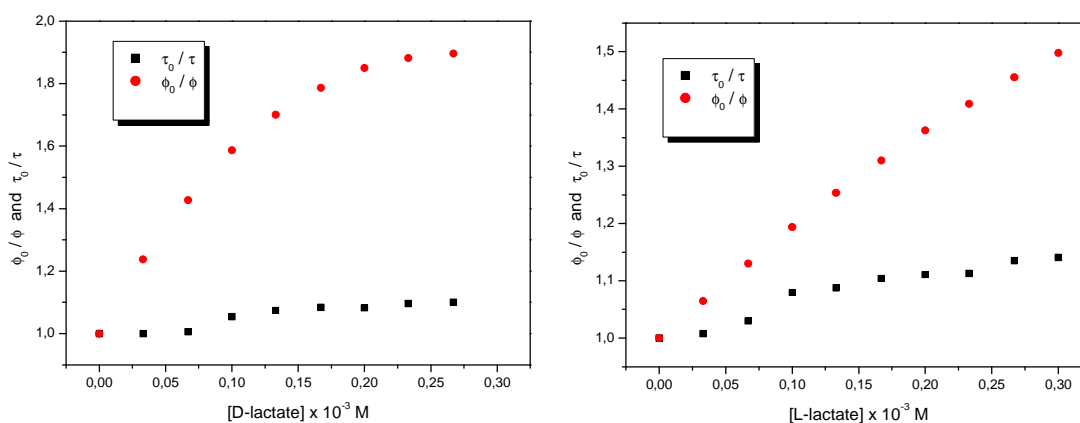 2,0
1,8
1,6
1,4
1,2
1,0
ϕ₀ / ϕ and τ₀ / τ
τ₀ / τ
ϕ₀ / ϕ
0,00 0,05 0,10 0,15 0,20 0,25 0,30
[D-lactate] x 10⁻³ M
1,5
1,4
1,3
1,2
1,1
1,0
ϕ₀ / ϕ and τ₀ / τ
τ₀ / τ
ϕ₀ / ϕ
0,00 0,05 0,10 0,15 0,20 0,25 0,30
[L-lactate] x 10⁻³ M